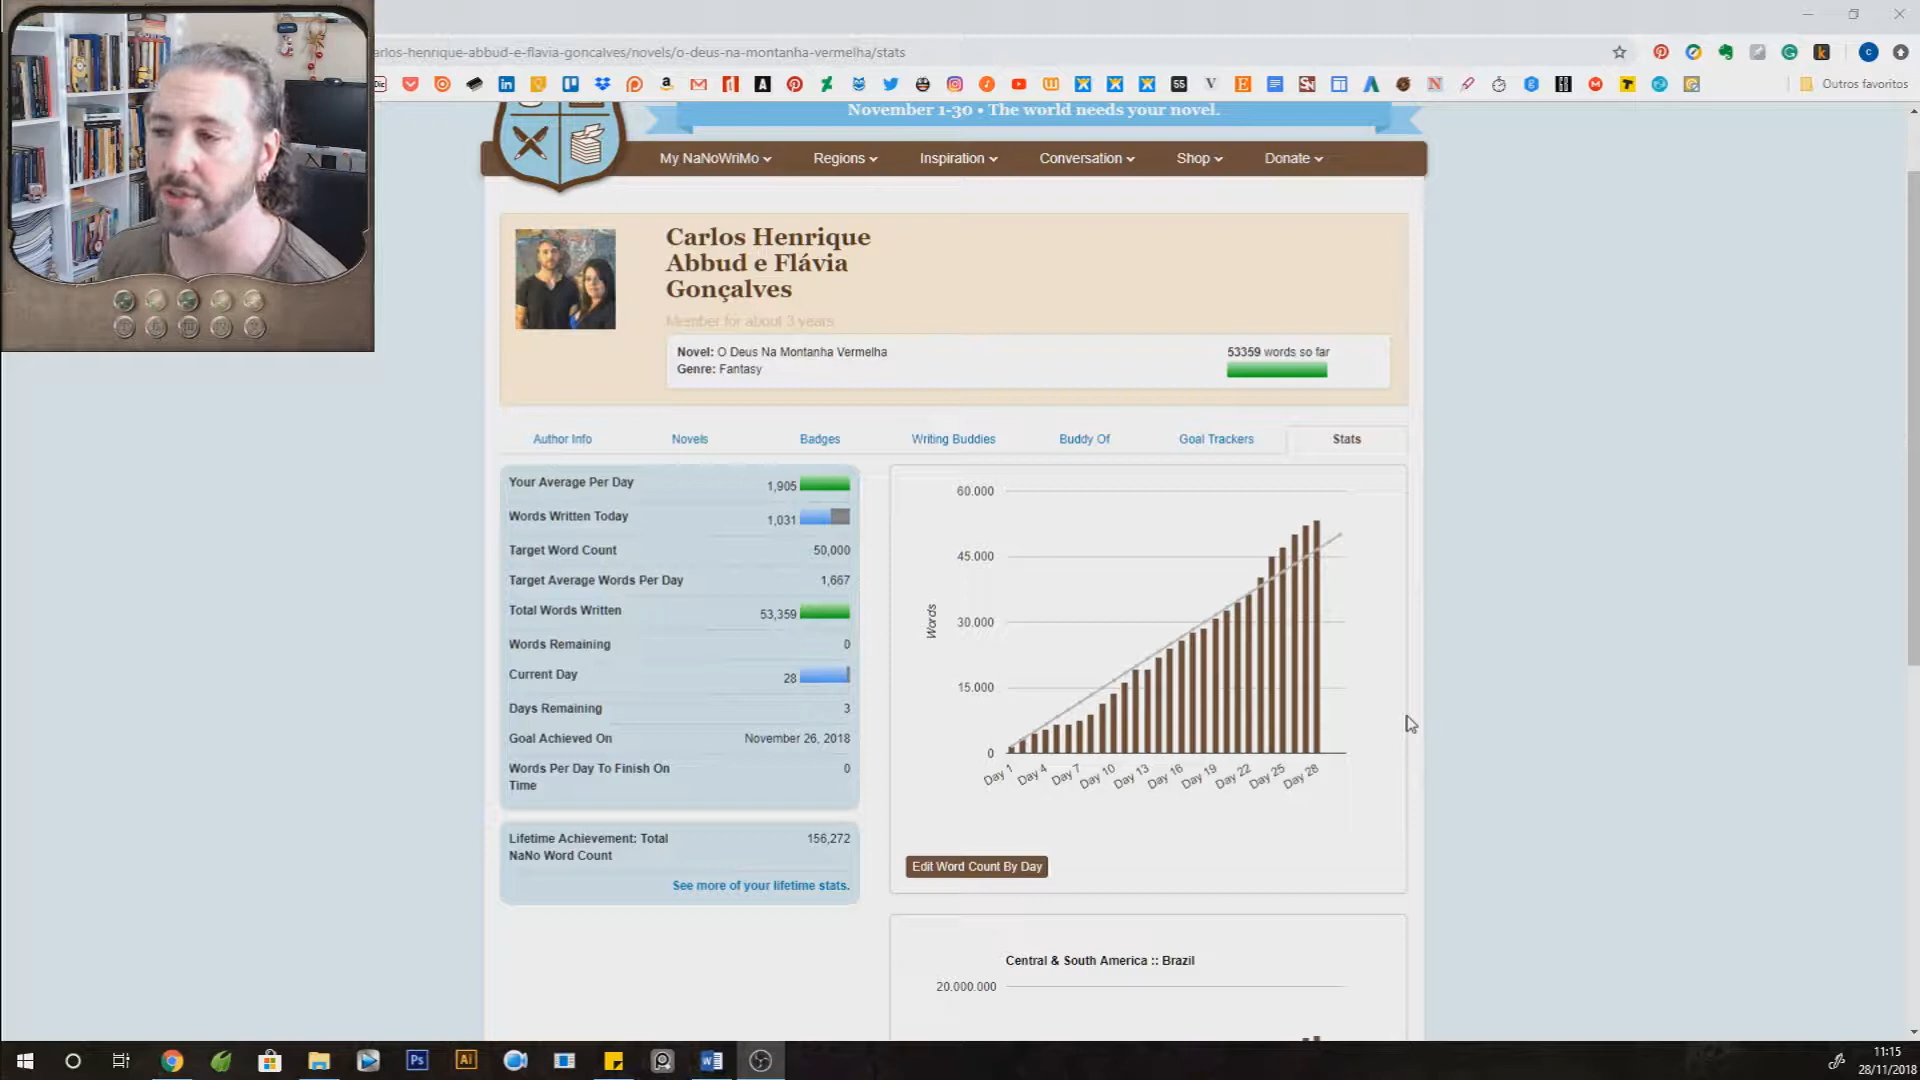 arlos-henrique-abbud-e-flavia-goncalves/novels/o-deus-na-montanha-vermelha/stats
Outros favoritos
November 1-30 • The world needs your novel.
My NaNoWriMo
Regions
Inspiration
Conversation
Shop
Donate
Carlos Henrique
Abbud e Flávia
Gonçalves
Member for about 3 years
Novel: O Deus Na Montanha Vermelha
Genre: Fantasy
53359 words so far
Author Info
Novels
Badges
Writing Buddies
Buddy Of
Goal Trackers
Stats
Your Average Per Day 1,905
Words Written Today 1,031
Target Word Count 50,000
Target Average Words Per Day 1,667
Total Words Written 53,359
Words Remaining 0
Current Day 28
Days Remaining 3
Goal Achieved On November 26, 2018
Words Per Day To Finish On 0
Time
Lifetime Achievement: Total 156,272
NaNo Word Count
See more of your lifetime stats.
60.000
45.000
30.000
15.000
0
Words
Day 1
Day 4
Day 7
Day 10
Day 13
Day 16
Day 19
Day 22
Day 25
Day 28
Edit Word Count By Day
Central & South America :: Brazil
20.000.000
Ps
Ai
11:15
28/11/2018